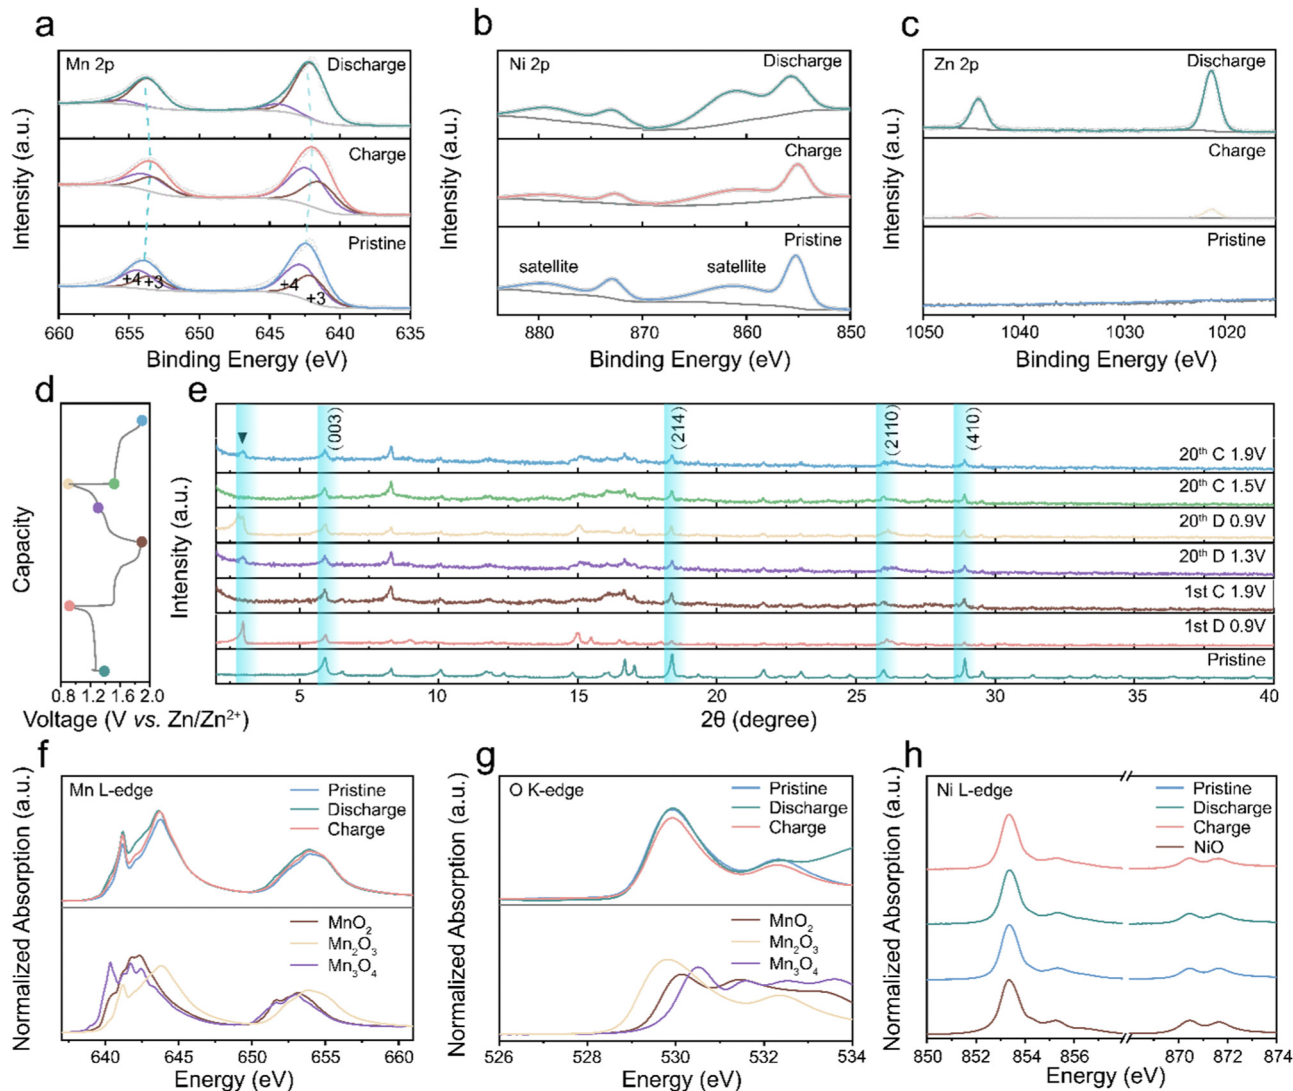 a
Mn 2p
Discharge
Charge
Pristine
+4
+3
+4
+3
Intensity (a.u.)
660 655 650 645 640 635
Binding Energy (eV)
b
Ni 2p
Discharge
Charge
Pristine
satellite
satellite
Intensity (a.u.)
880 870 860 850
Binding Energy (eV)
c
Zn 2p
Discharge
Charge
Pristine
1050 1040 1030 1020
Binding Energy (eV)
d
Capacity
0.8 1.2 1.6 2.0
Voltage (V vs. Zn/Zn²⁺)
e
Intensity (a.u.)
(003)
(214)
(2110)
(410)
20ᵗʰ C 1.9V
20ᵗʰ C 1.5V
20ᵗʰ D 0.9V
20ᵗʰ D 1.3V
1st C 1.9V
1st D 0.9V
Pristine
5 10 15 20 25 30 35 40
2θ (degree)
f
Mn L-edge
Pristine
Discharge
Charge
MnO₂
Mn₂O₃
Mn₃O₄
Normalized Absorption (a.u.)
640 645 650 655 660
Energy (eV)
g
O K-edge
Pristine
Discharge
Charge
MnO₂
Mn₂O₃
Mn₃O₄
Normalized Absorption (a.u.)
526 528 530 532 534
Energy (eV)
h
Ni L-edge
Pristine
Discharge
Charge
NiO
Normalized Absorption (a.u.)
850 852 854 856 870 872 874
Energy (eV)